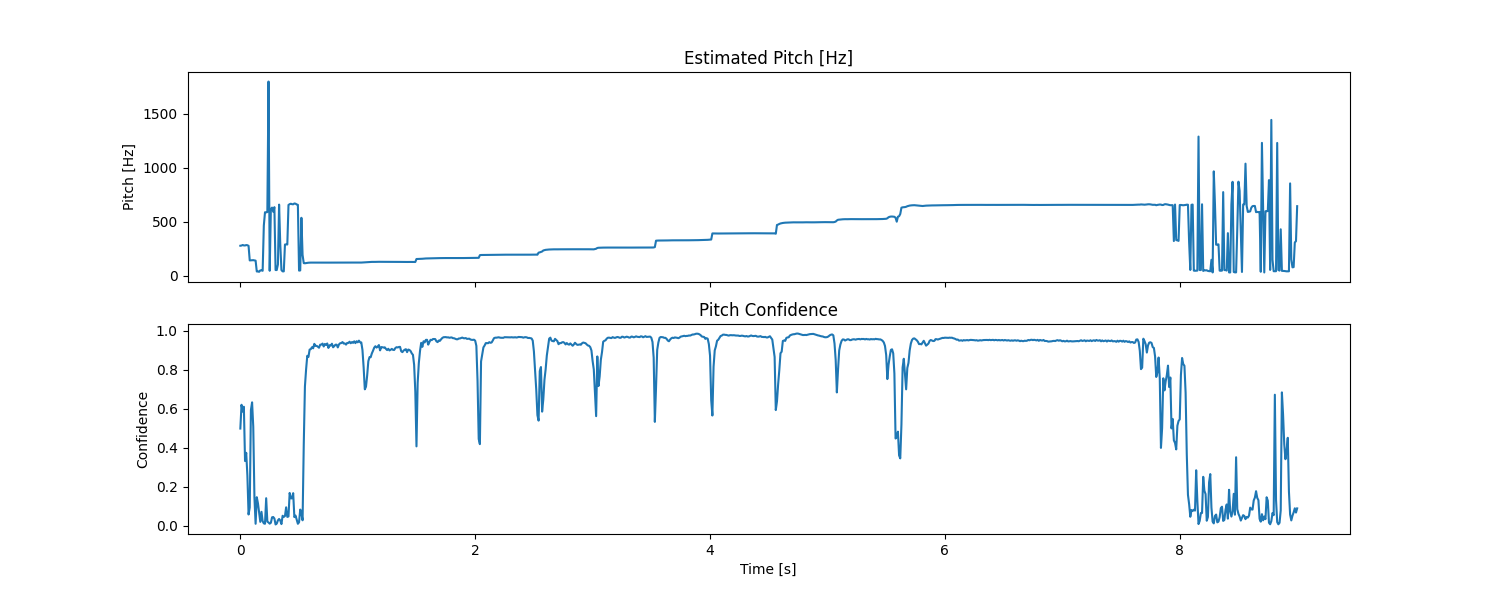 Estimated Pitch [Hz]
Pitch [Hz]
1500
1000
500
0
Pitch Confidence
Confidence
1.0
0.8
0.6
0.4
0.2
0.0
0 2 4 6 8
Time [s]